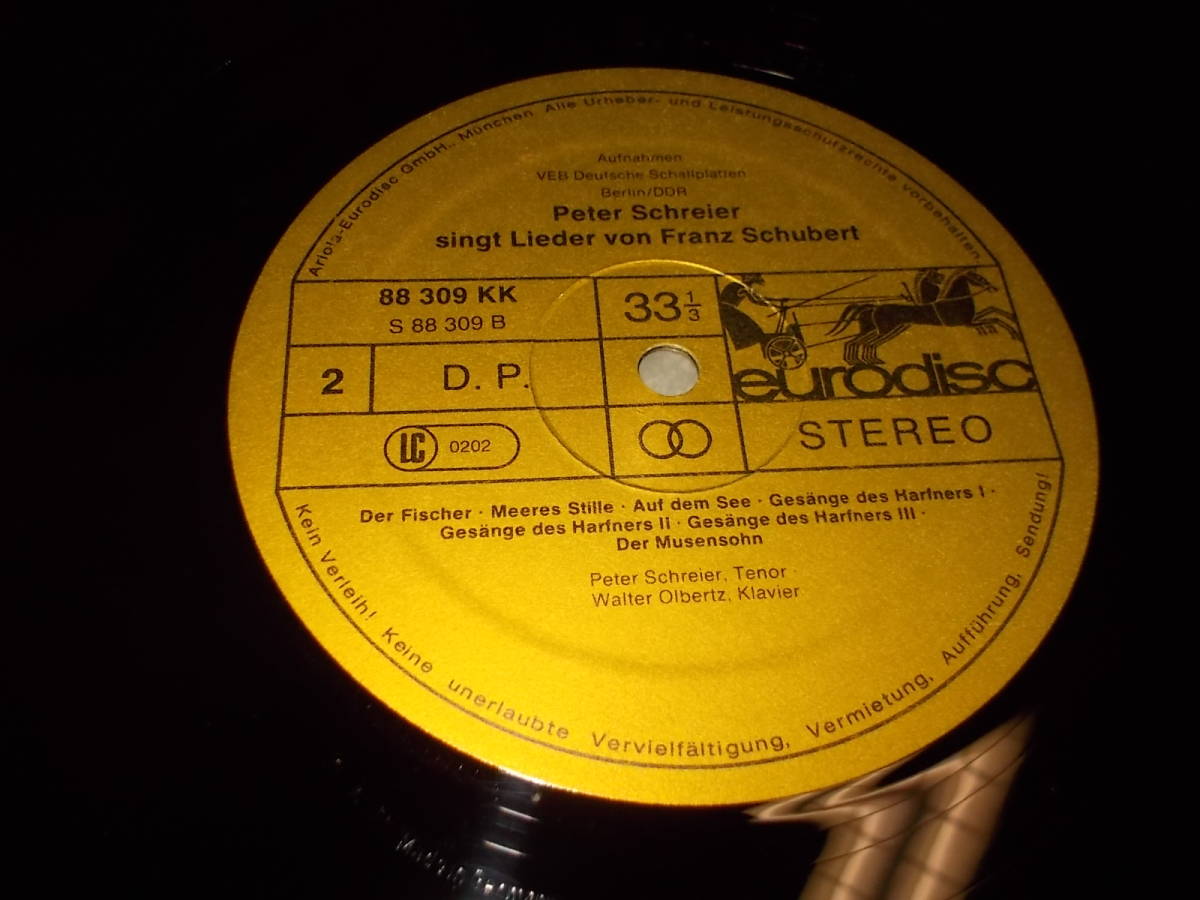 Ariola-Eurodisc GmbH., München Alle Urheber- und Leistungsschutzrechte vorbehalten
Aufnahmen
VEB Deutsche Schallplatten
Berlin/DDR
Peter Schreier
singt Lieder von Franz Schubert
88 309 KK
S 88 309 B
33 1/3
2
D. P.
eurodisc
LC 0202
STEREO
Der Fischer · Meeres Stille · Auf dem See · Gesänge des Harfners I ·
Gesänge des Harfners II · Gesänge des Harfners III ·
Der Musensohn
Peter Schreier, Tenor
Walter Olbertz, Klavier
Kein Verleih! Keine unerlaubte Vervielfältigung, Vermietung, Aufführung, Sendung!